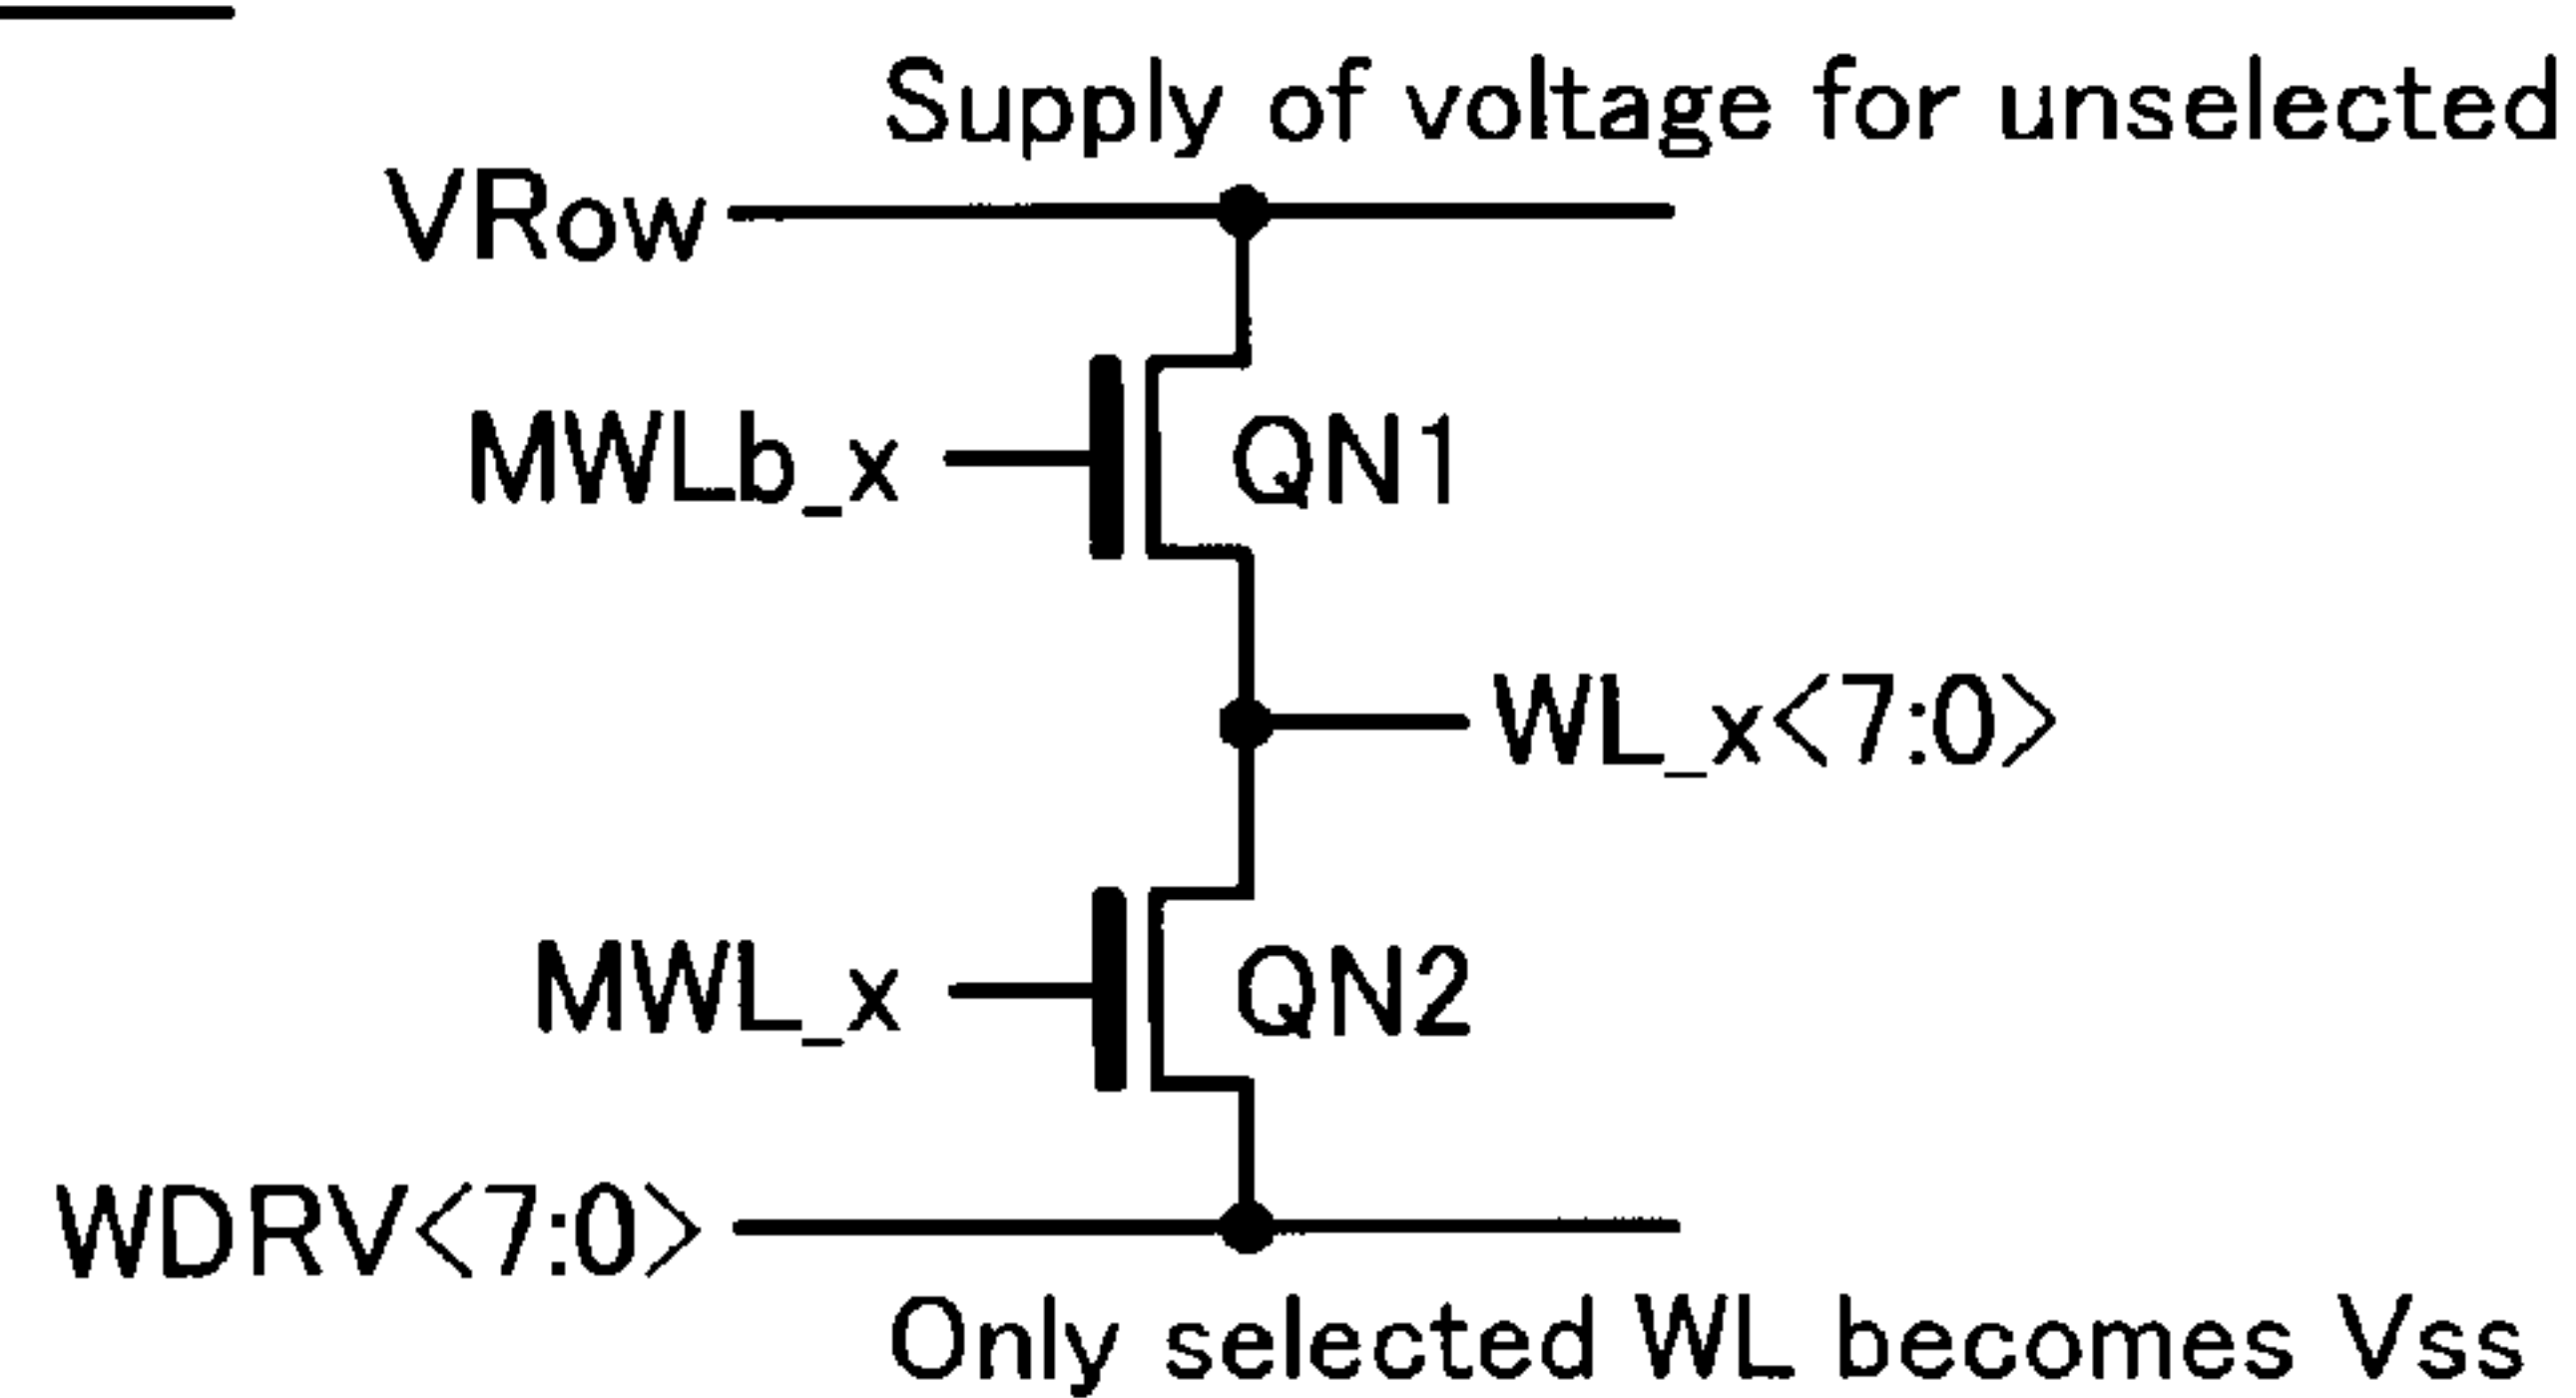 Supply of voltage for unselected
VRow
MWLb_x
QN1
WL_x<7:0>
MWL_x
QN2
WDRV<7:0>
Only selected WL becomes Vss